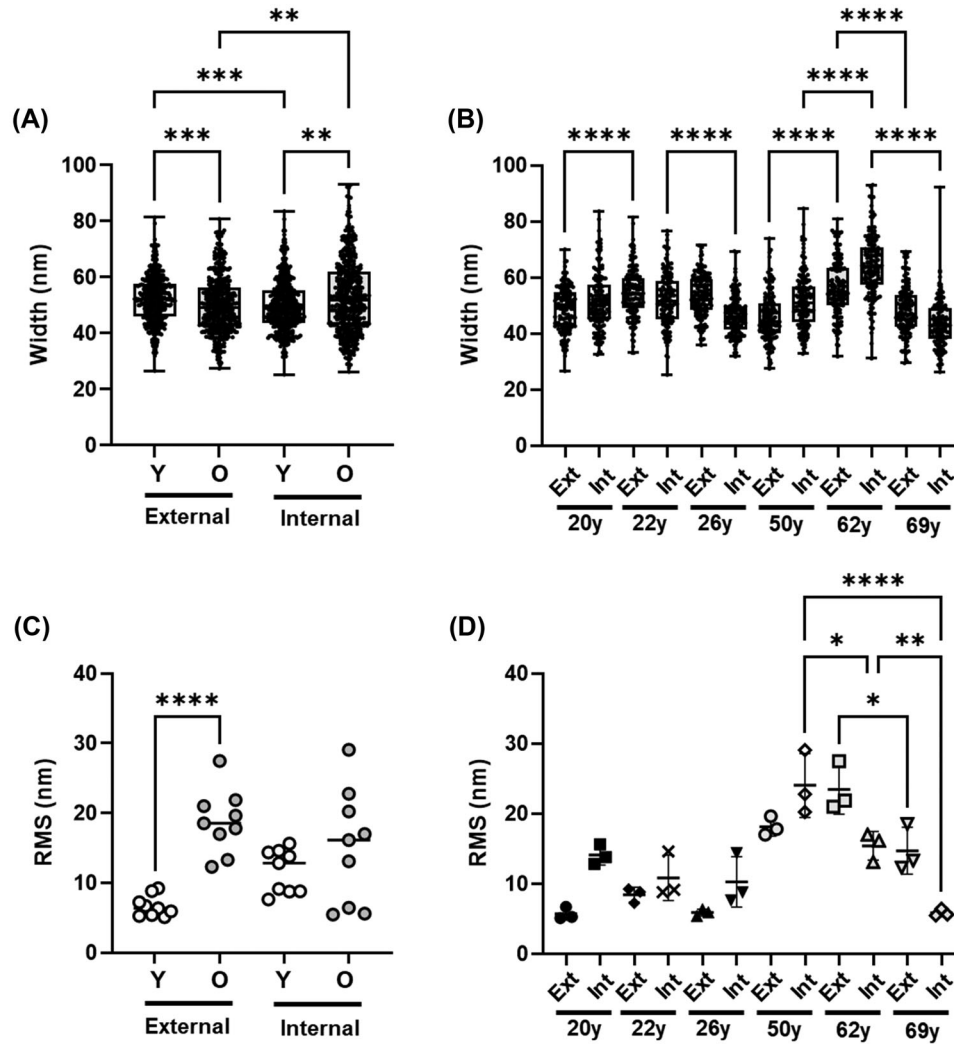 **
****
***
****
(A)
(B)
***
**
****
****
****
****
100
80
60
40
20
0
Width (nm)
Y
O
Y
O
External
Internal
100
80
60
40
20
0
Width (nm)
Ext
Int
Ext
Int
Ext
Int
Ext
Int
Ext
Int
Ext
Int
20y
22y
26y
50y
62y
69y
(C)
(D)
****
*
**
*
****
40
30
20
10
0
RMS (nm)
Y
O
Y
O
External
Internal
40
30
20
10
0
RMS (nm)
Ext
Int
Ext
Int
Ext
Int
Ext
Int
Ext
Int
Ext
Int
20y
22y
26y
50y
62y
69y